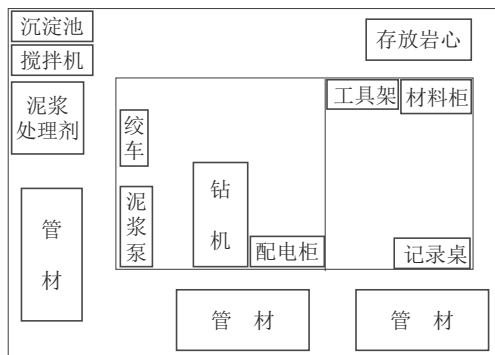 沉淀池
搅拌机
泥浆
处理剂
存放岩心
工具架
材料柜
绞
车
泥
浆
泵
钻
机
配电柜
记录桌
管
材
管 材
管 材